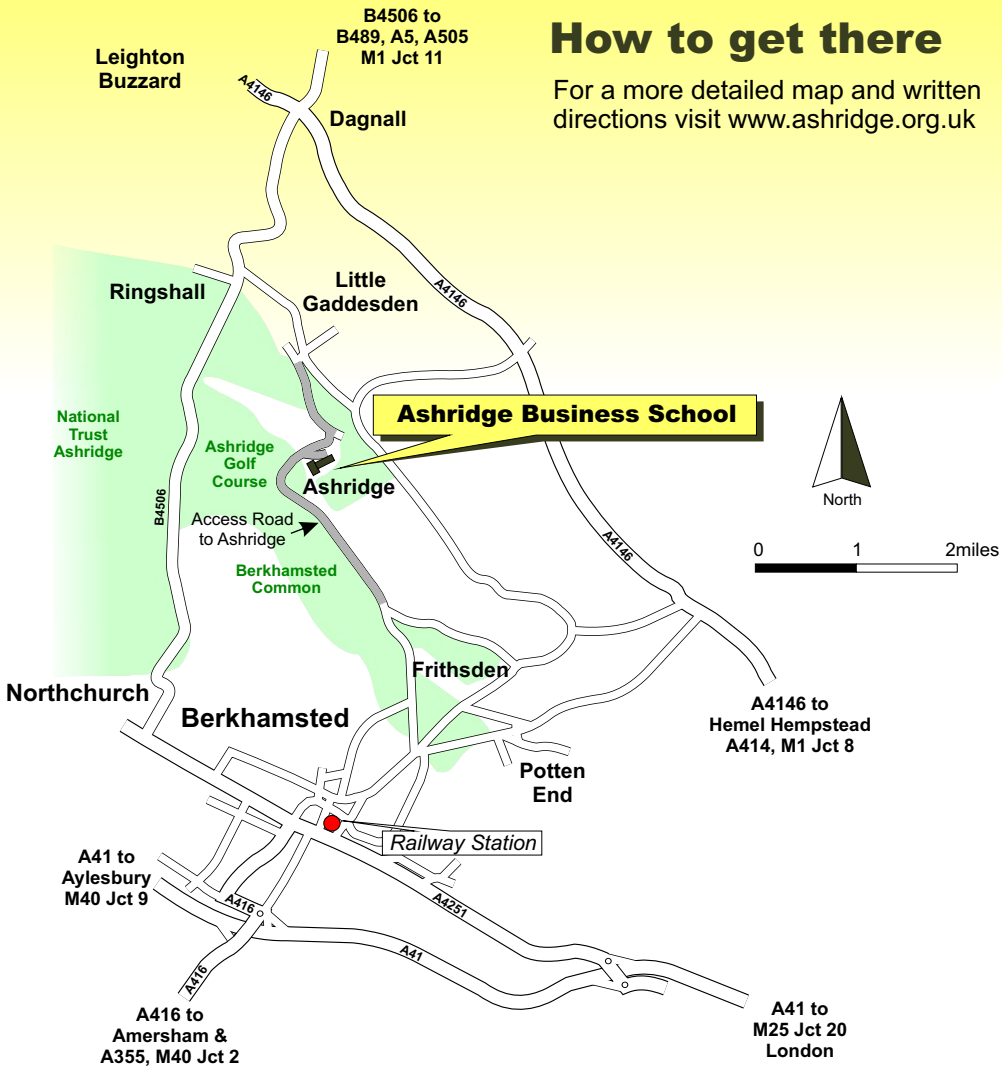 How to get there
For a more detailed map and written
directions visit www.ashridge.org.uk
B4506 to
B489, A5, A505
M1 Jct 11
Leighton
Buzzard
A4146
Dagnall
Ringshall
Little
Gaddesden
A4146
Ashridge Business School
National
Trust
Ashridge
Ashridge
Golf
Course
Ashridge
B4506
Access Road
to Ashridge
North
0 1 2miles
A4146
Berkhamsted
Common
Frithsden
Northchurch
Berkhamsted
A4146 to
Hemel Hempstead
A414, M1 Jct 8
Potten
End
Railway Station
A41 to
Aylesbury
M40 Jct 9
A416
A4251
A41
A416
A416 to
Amersham &
A355, M40 Jct 2
A41 to
M25 Jct 20
London